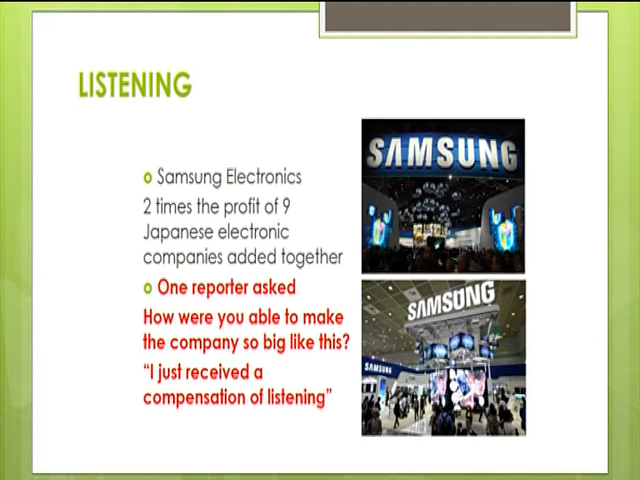 LISTENING
Samsung Electronics
2 times the profit of 9
Japanese electronic
companies added together
One reporter asked
How were you able to make
the company so big like this?
“I just received a
compensation of listening”
SAMSUNG
SAMSUNG
SAMSUNG